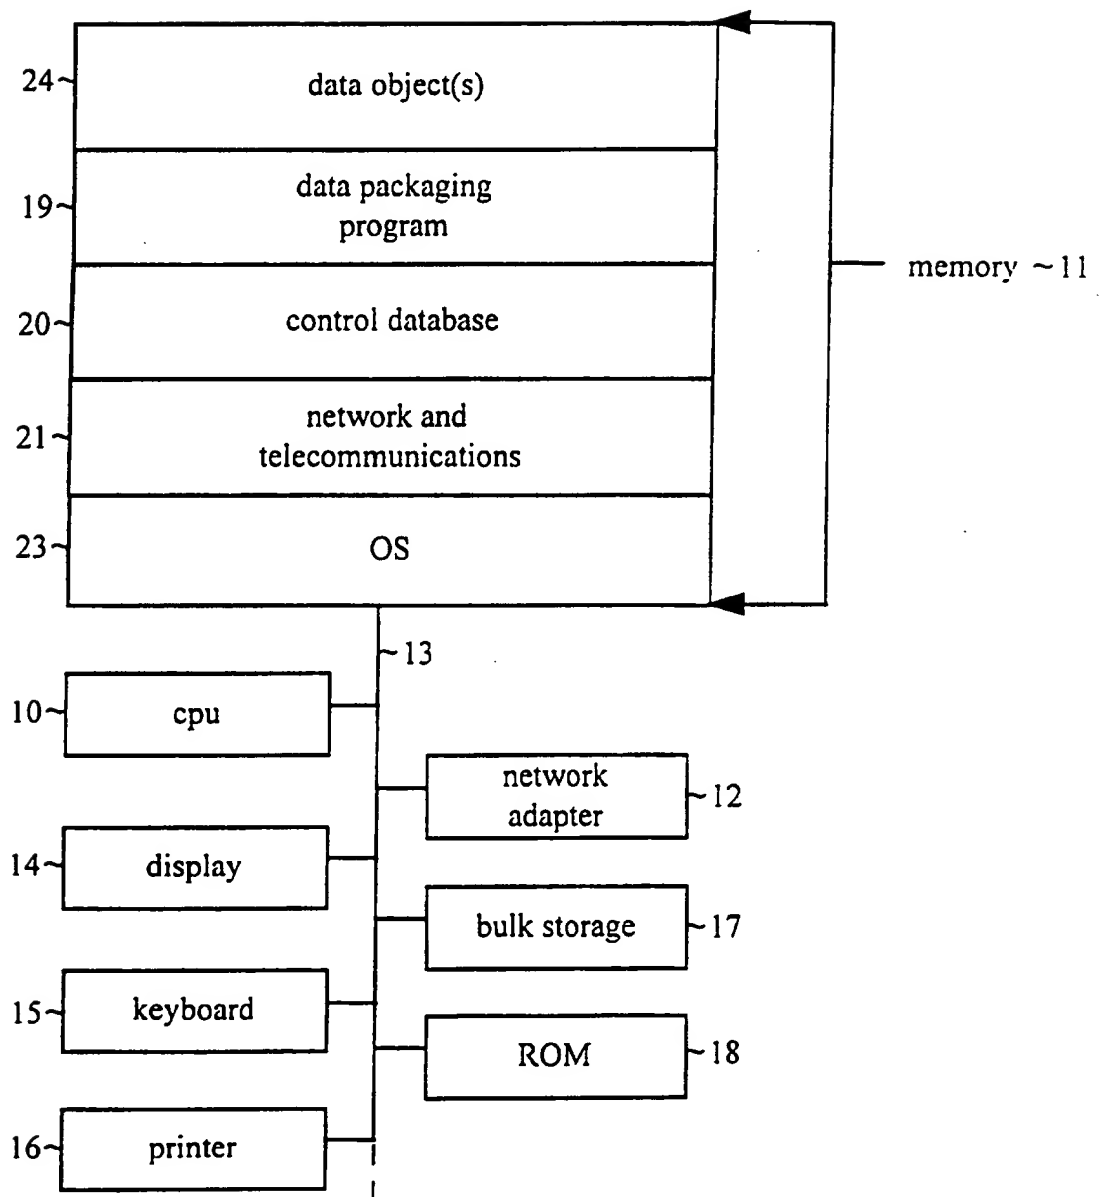 24~ data object(s)
19~ data packaging
program
memory ~11
20~ control database
21~ network and
telecommunications
23~ OS
~13
10~ cpu
network
adapter ~12
14~ display
bulk storage ~17
15~ keyboard
ROM ~18
16~ printer